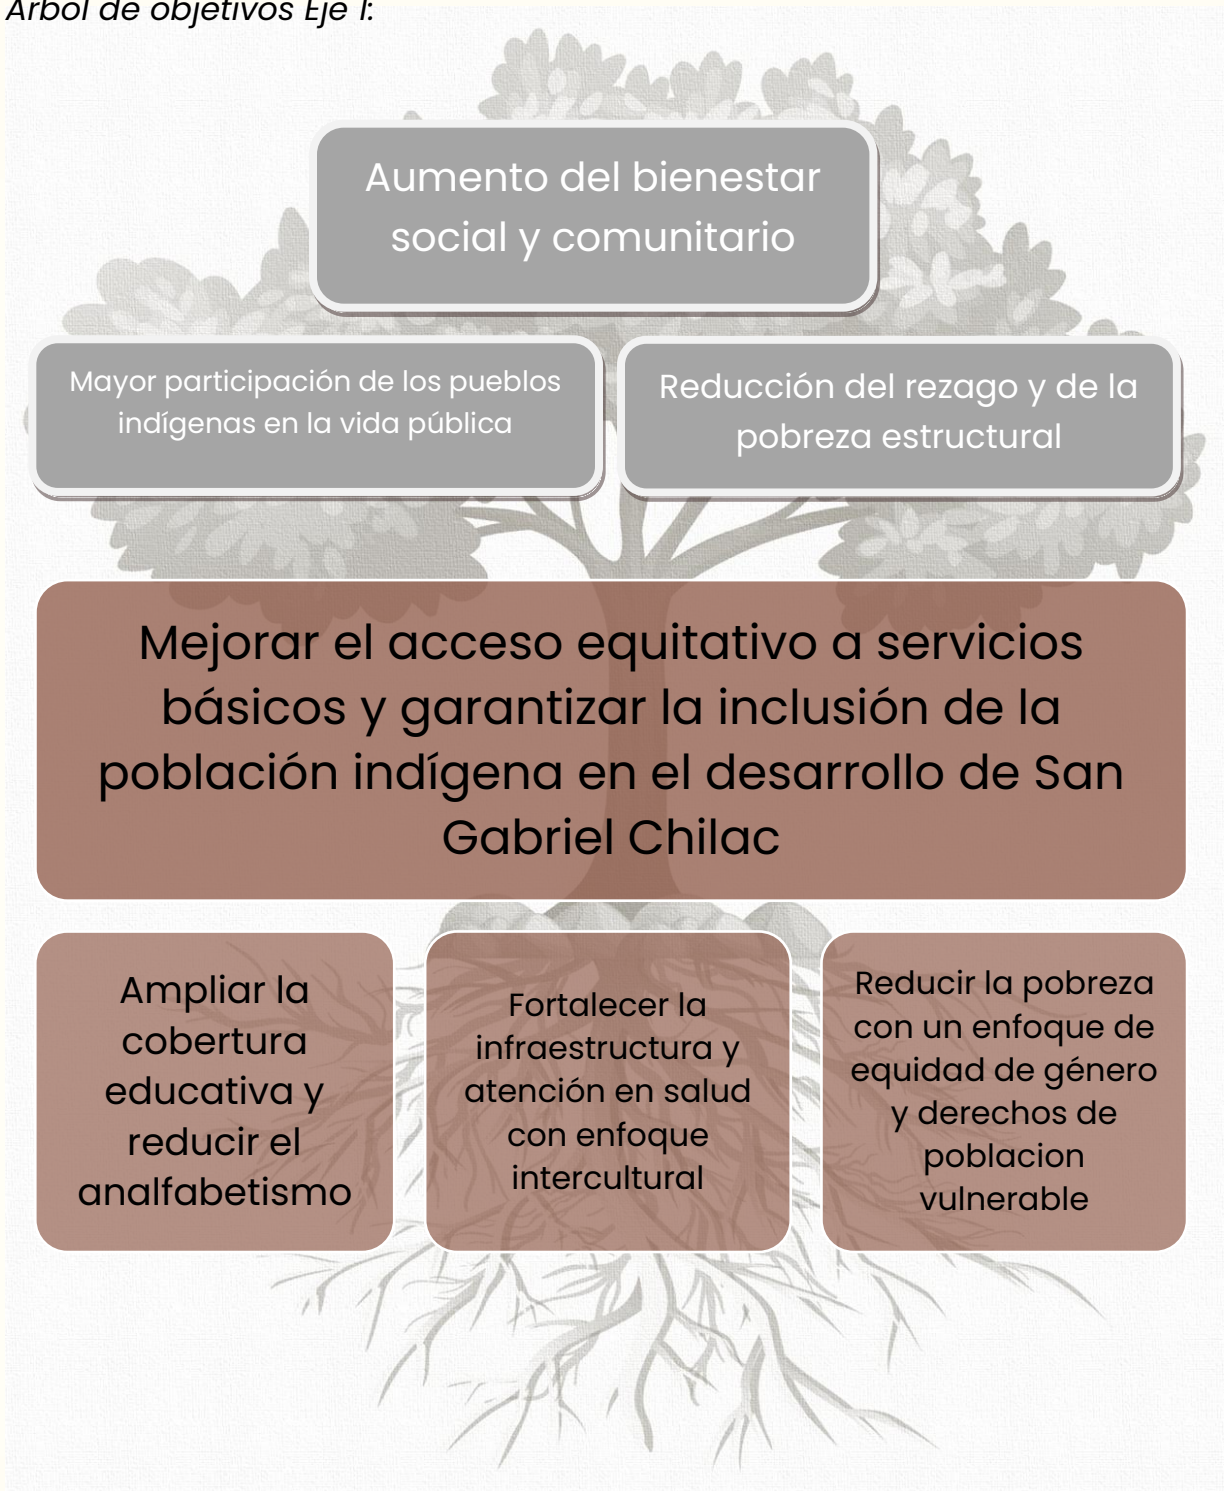 Árbol de objetivos Eje 1:
Aumento del bienestar
social y comunitario
Mayor participación de los pueblos
indígenas en la vida pública
Reducción del rezago y de la
pobreza estructural
Mejorar el acceso equitativo a servicios
básicos y garantizar la inclusión de la
población indígena en el desarrollo de San
Gabriel Chilac
Ampliar la
cobertura
educativa y
reducir el
analfabetismo
Fortalecer la
infraestructura y
atención en salud
con enfoque
intercultural
Reducir la pobreza
con un enfoque de
equidad de género
y derechos de
poblacion
vulnerable